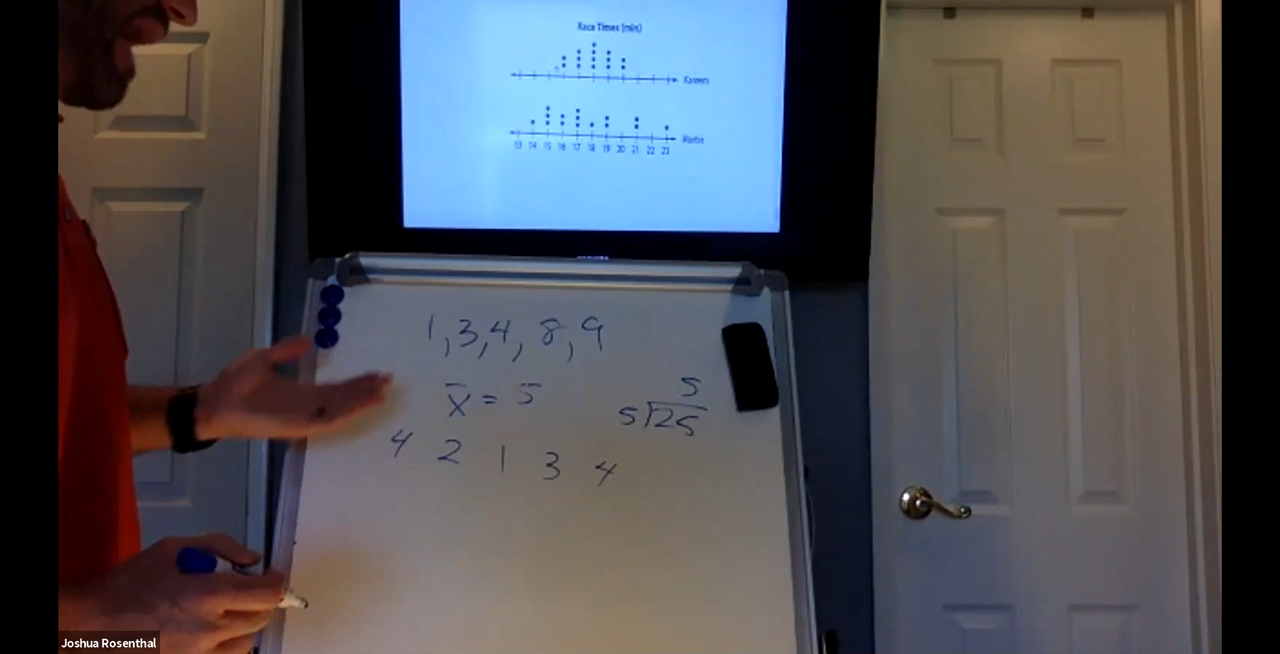 Race Times (min)
Kareem
Martin
13 14 15 16 17 18 19 20 21 22 23
1, 3, 4, 8, 9
x̄ = 5
5
5)25
4 2 1 3 4
Joshua Rosenthal